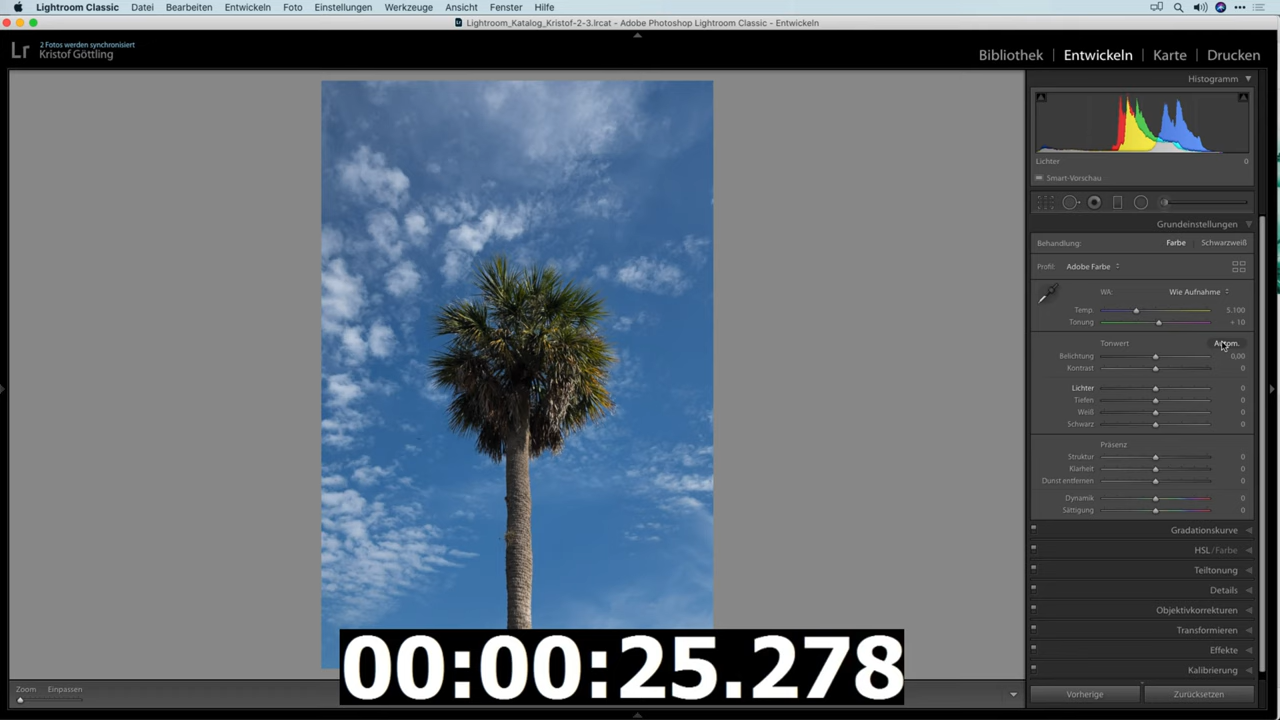 Lightroom Classic Datei Bearbeiten Entwickeln Foto Einstellungen Werkzeuge Ansicht Fenster Hilfe
Lightroom_Katalog_Kristof-2-3.lrcat - Adobe Photoshop Lightroom Classic - Entwickeln
Lr
2 Fotos werden synchronisiert
Kristof Göttling
Bibliothek | Entwickeln | Karte | Drucken
Histogramm
Lichter 0
Smart-Vorschau
Grundeinstellungen
Behandlung: Farbe Schwarzweiß
Profil: Adobe Farbe
WA: Wie Aufnahme
Temp. 5.100
Tonung + 10
Tonwert
Belichtung 0,00
Kontrast 0
Lichter 0
Tiefen 0
Weiß 0
Schwarz 0
Präsenz
Struktur 0
Klarheit 0
Dunst entfernen 0
Dynamik 0
Sättigung 0
Gradationskurve
HSL / Farbe
Teiltonung
Details
Objektivkorrekturen
Transformieren
Effekte
Kalibrierung
00:00:25.278
Zoom Einpassen
Vorherige Zurücksetzen